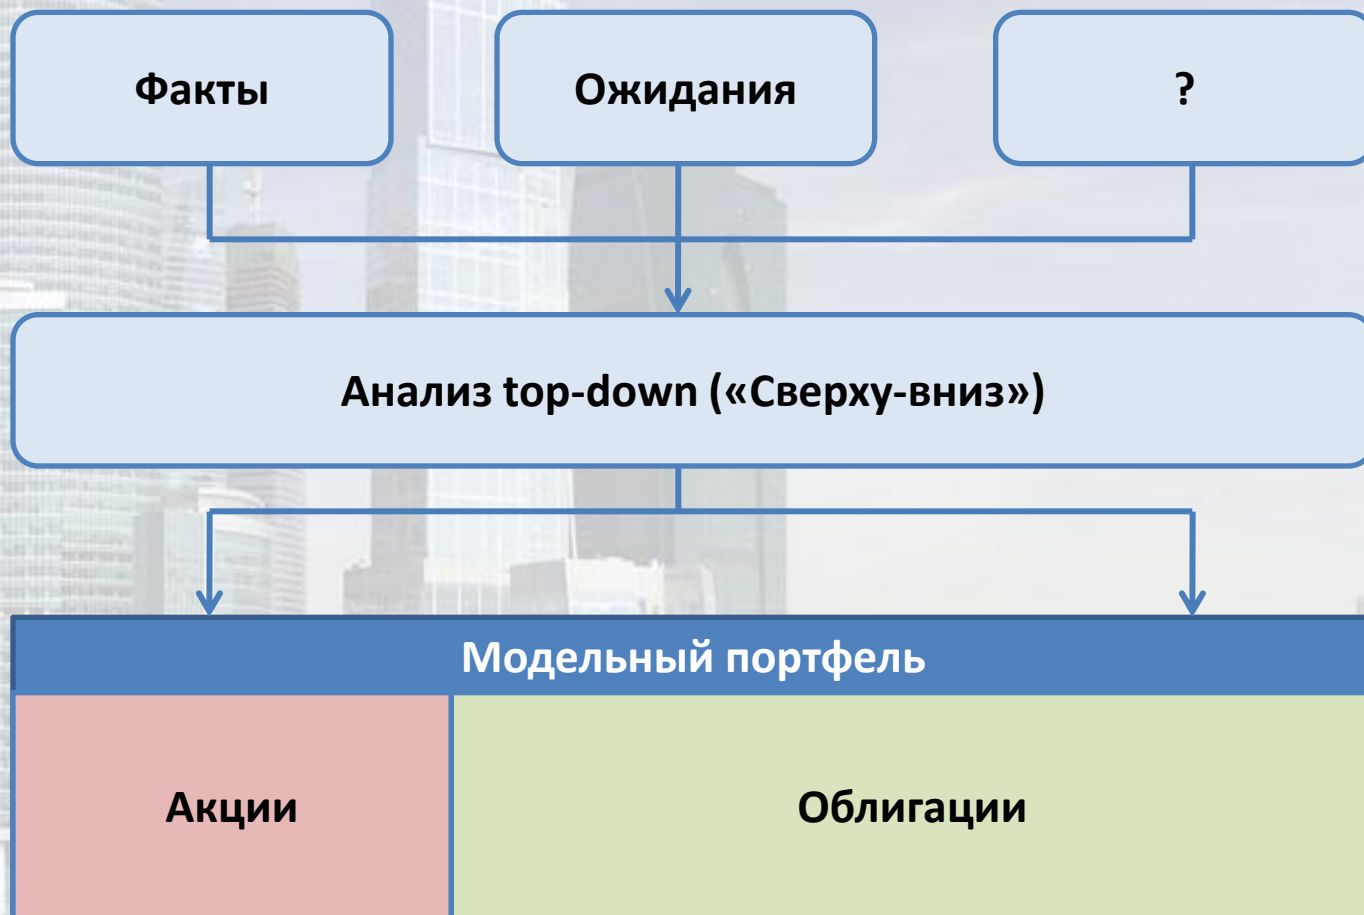 Факты
Ожидания
?
Анализ top-down («Сверху-вниз»)
Модельный портфель
Акции
Облигации